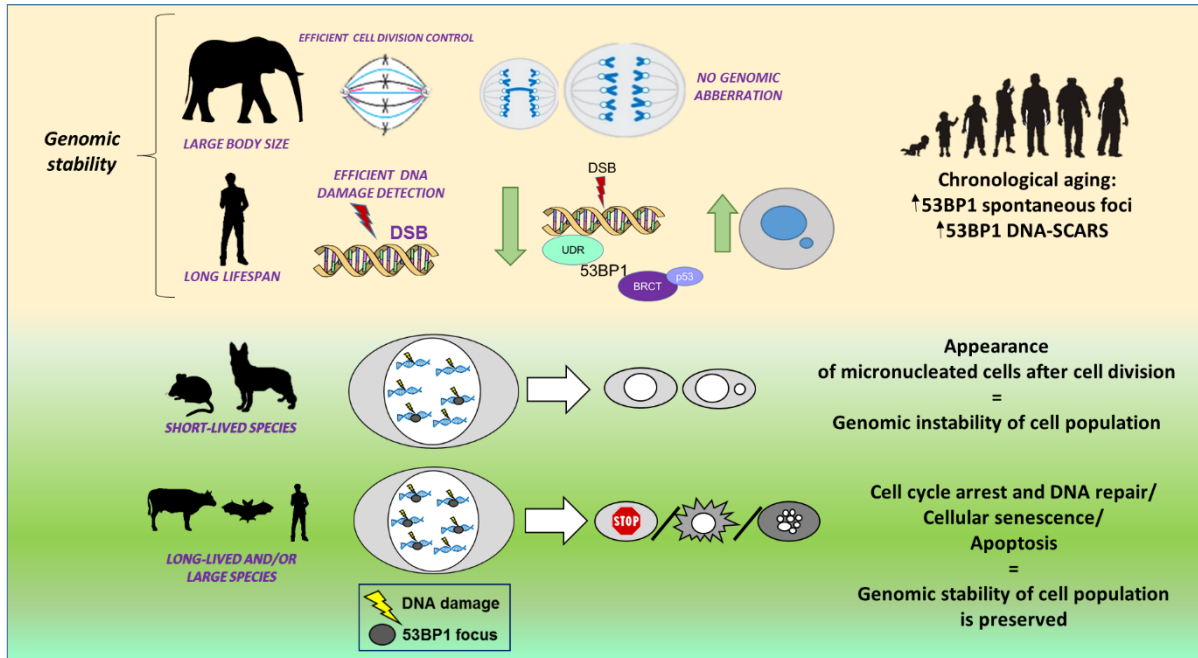 Genomic
stability
LARGE BODY SIZE
EFFICIENT CELL DIVISION CONTROL
NO GENOMIC
ABBERRATION
LONG LIFESPAN
EFFICIENT DNA
DAMAGE DETECTION
DSB
DSB
UDR
53BP1
BRCT
p53
Chronological aging:
↑53BP1 spontaneous foci
↑53BP1 DNA-SCARS
SHORT-LIVED SPECIES
Appearance
of micronucleated cells after cell division
=
Genomic instability of cell population
LONG-LIVED AND/OR
LARGE SPECIES
STOP
Cell cycle arrest and DNA repair/
Cellular senescence/
Apoptosis
=
Genomic stability of cell population
is preserved
DNA damage
53BP1 focus